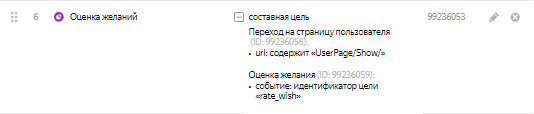 6 Оценка желаний составная цель 99236053
Переход на страницу пользователя
(ID: 99236056):
• url: содержит «UserPage/Show/»
Оценка желания (ID: 99236059):
• событие: идентификатор цели
«rate_wish»